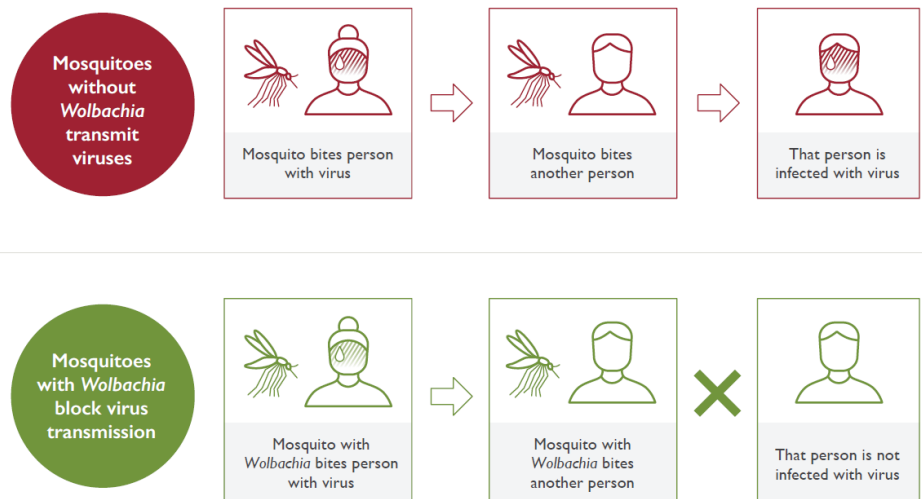 Mosquitoes
without
Wolbachia
transmit
viruses
Mosquito bites person
with virus
Mosquito bites
another person
That person is
infected with virus
Mosquitoes
with Wolbachia
block virus
transmission
Mosquito with
Wolbachia bites person
with virus
Mosquito with
Wolbachia bites
another person
That person is not
infected with virus